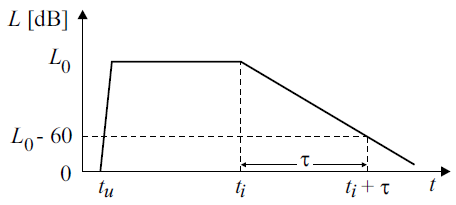 L [dB]
L0
L0 - 60
τ
0
tu
ti
ti + τ
t